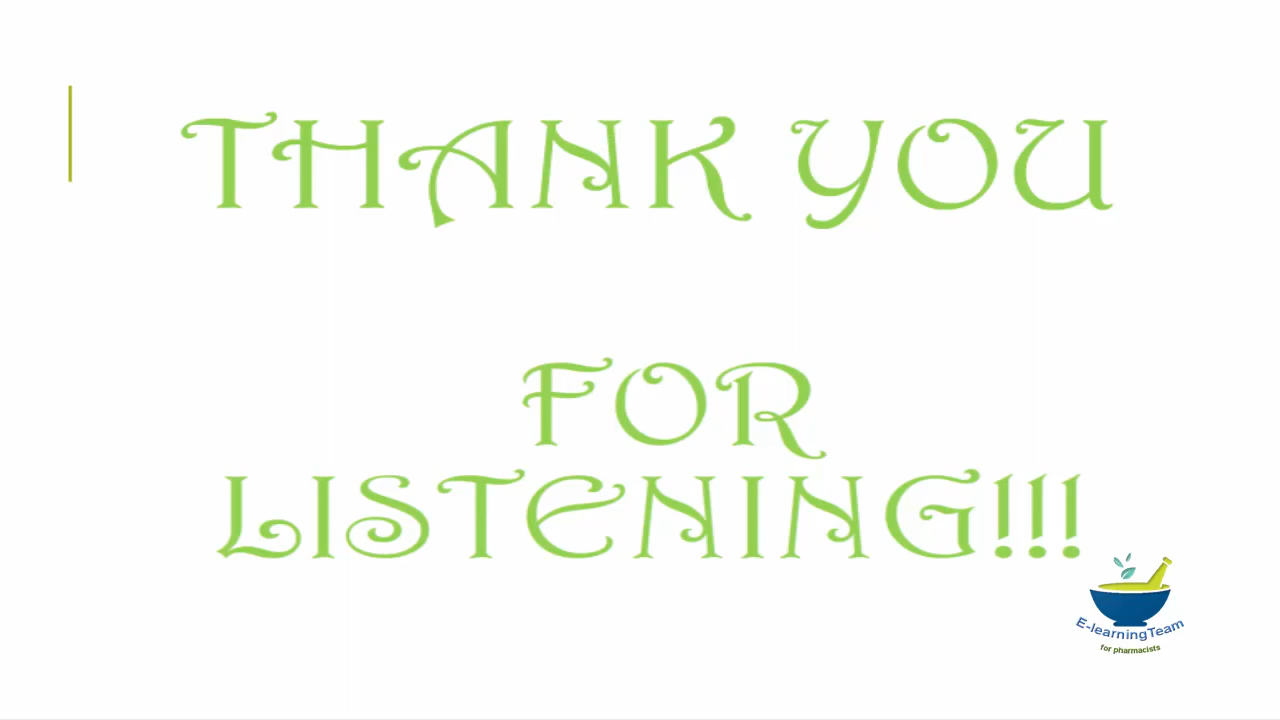 THANK YOU
FOR
LISTENING!!!
E-learningTeam
for pharmacists